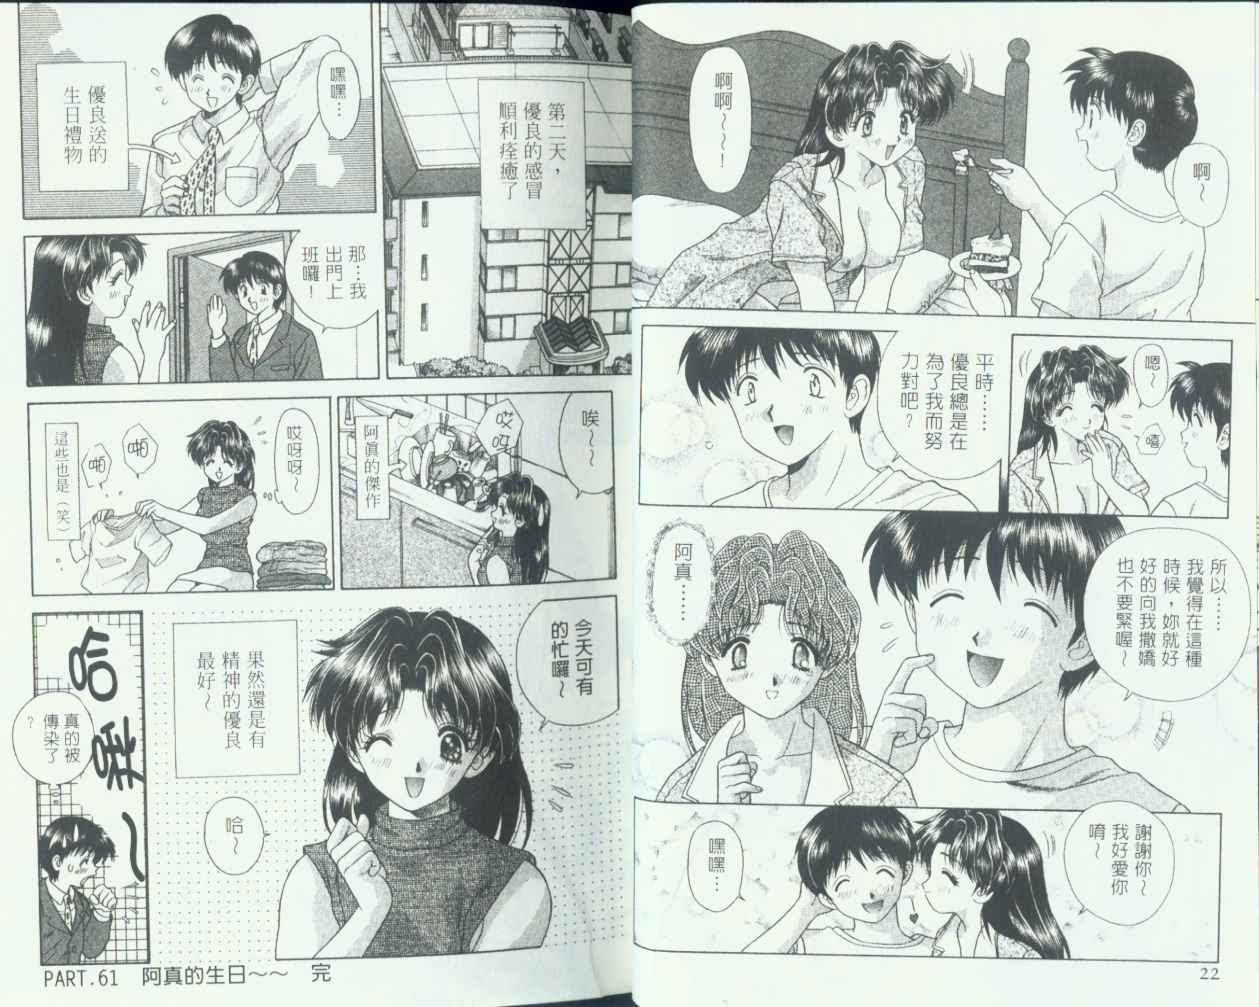 啊～
啊啊～～～！
嗯～
嘻
平時……
優良總是在
為了我而努
力對吧？
所以……
我覺得在這種
時候，妳就好
好的向我撒嬌
也不要緊喔～
阿真……
謝謝你～
我好愛你
唷～
嘿嘿…
22
第二天，
優良的感冒
順利痊癒了
嘿嘿…
優良送的
生日禮物
那…我
出門上
班囉！
唉～～
哎呀
阿真的傑作
哎呀呀～
啪
啪
這些也是（笑）
今天可有
的忙囉～
果然還是有
精神的優良
最好～
哈～
哈啾～
真的被
傳染了
？
PART.61 阿真的生日～～ 完